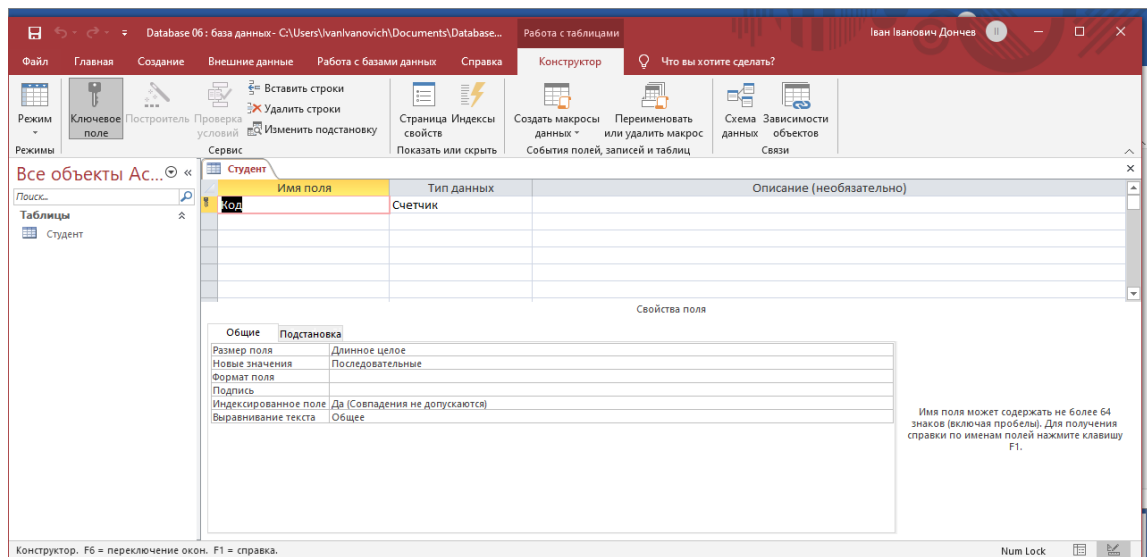 Database 06 : база данных- C:\Users\IvanIvanovich\Documents\Database... Работа с таблицами Іван Іванович Дончев ІІ
Файл Главная Создание Внешние данные Работа с базами данных Справка Конструктор Что вы хотите сделать?
Режим
Ключевое поле
Построитель
Проверка условий
Вставить строки
Удалить строки
Изменить подстановку
Страница свойств
Индексы
Создать макросы данных
Переименовать или удалить макрос
Схема данных
Зависимости объектов
Режимы Сервис Показать или скрыть События полей, записей и таблиц Связи
Все объекты Ac... «
Поиск...
Таблицы
Студент
Студент
Имя поля Тип данных Описание (необязательно)
Код Счетчик
Свойства поля
Общие Подстановка
Размер поля Длинное целое
Новые значения Последовательные
Формат поля
Подпись
Индексированное поле Да (Совпадения не допускаются)
Выравнивание текста Общее
Имя поля может содержать не более 64
знаков (включая пробелы). Для получения
справки по именам полей нажмите клавишу
F1.
Конструктор. F6 = переключение окон. F1 = справка. Num Lock